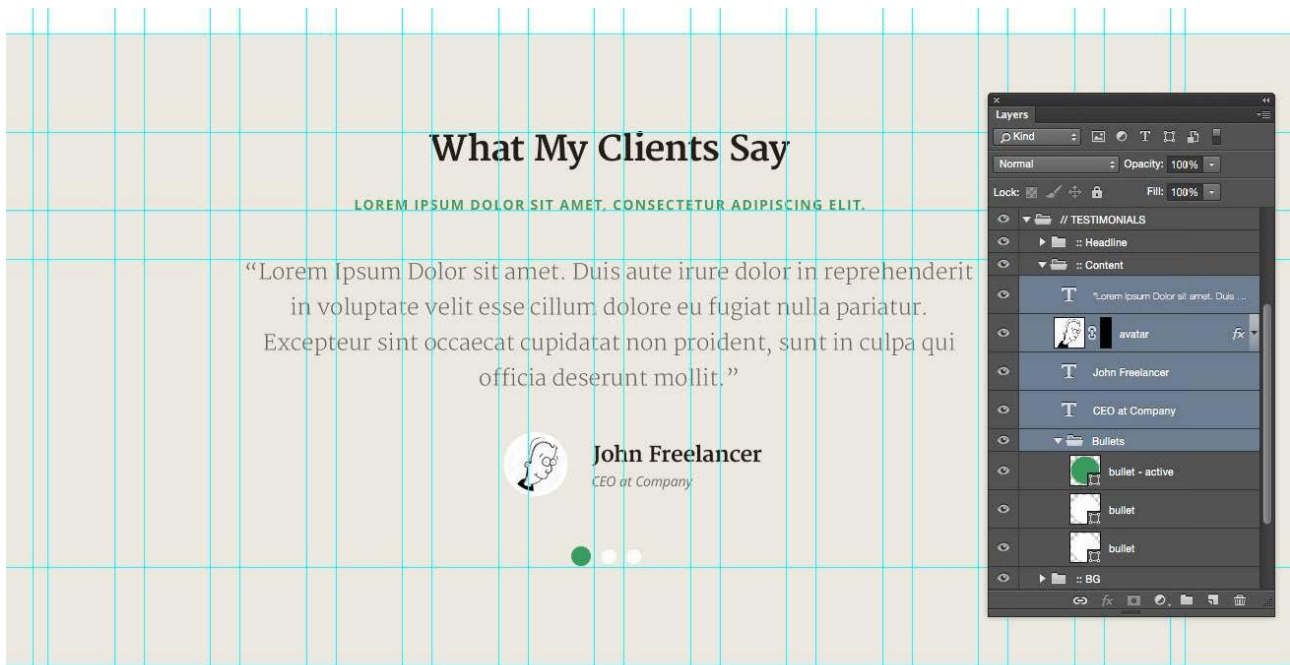 What My Clients Say
LOREM IPSUM DOLOR SIT AMET, CONSECTETUR ADIPISCING ELIT.
“Lorem Ipsum Dolor sit amet. Duis aute irure dolor in reprehenderit
in voluptate velit esse cillum dolore eu fugiat nulla pariatur.
Excepteur sint occaecat cupidatat non proident, sunt in culpa qui
officia deserunt mollit.”
John Freelancer
CEO at Company
Layers
Kind
Normal
Opacity: 100%
Lock:
Fill: 100%
// TESTIMONIALS
:: Headline
:: Content
T "Lorem Ipsum Dolor sit amet. Duis ...
avatar fx
T John Freelancer
T CEO at Company
Bullets
bullet - active
bullet
bullet
:: BG
fx